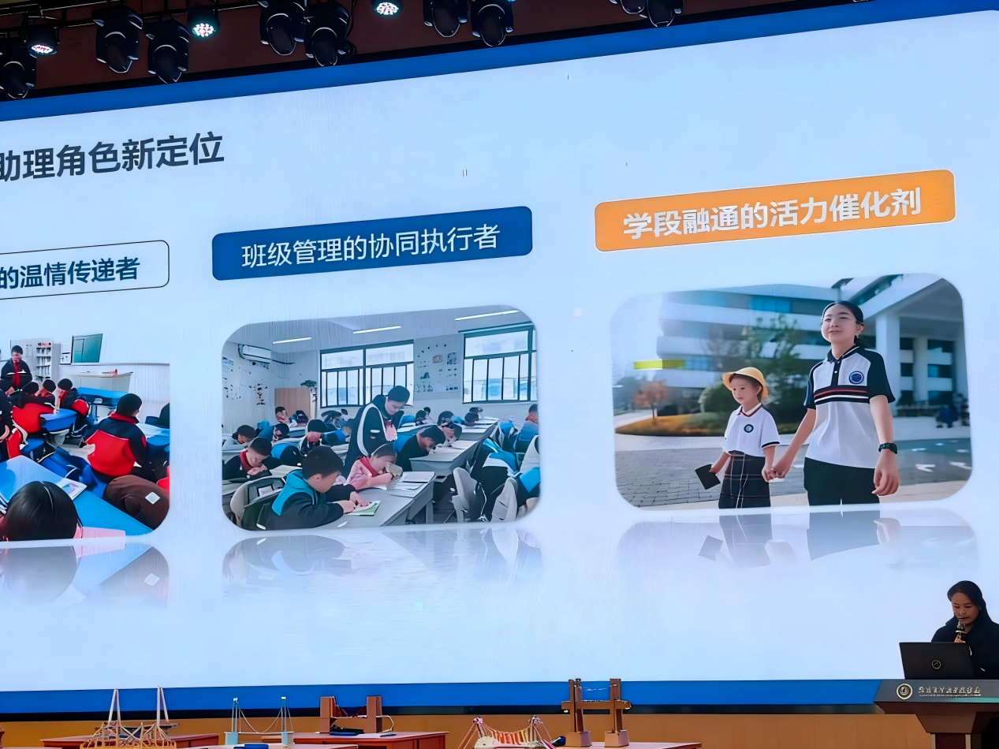 助理角色新定位
的温情传递者
班级管理的协同执行者
学段融通的活力催化剂